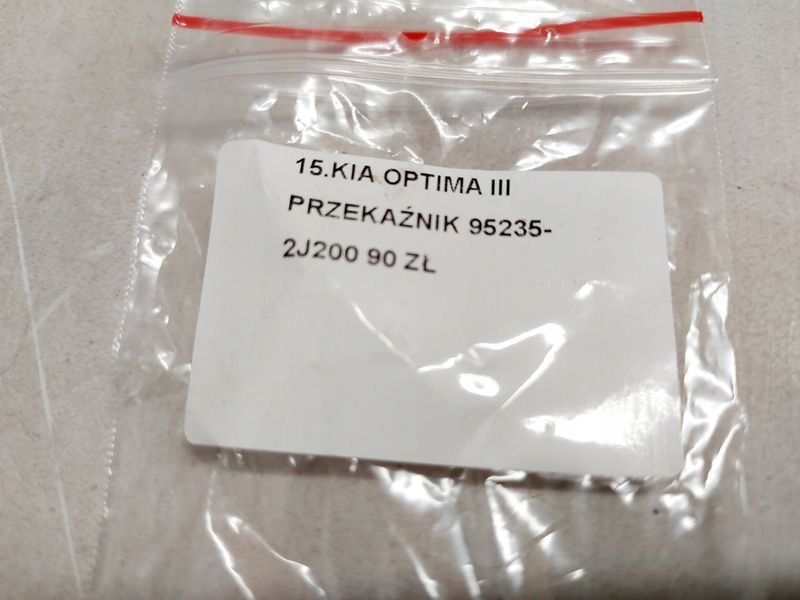 15.KIA OPTIMA III
PRZEKAŹNIK 95235-
2J200 90 ZŁ